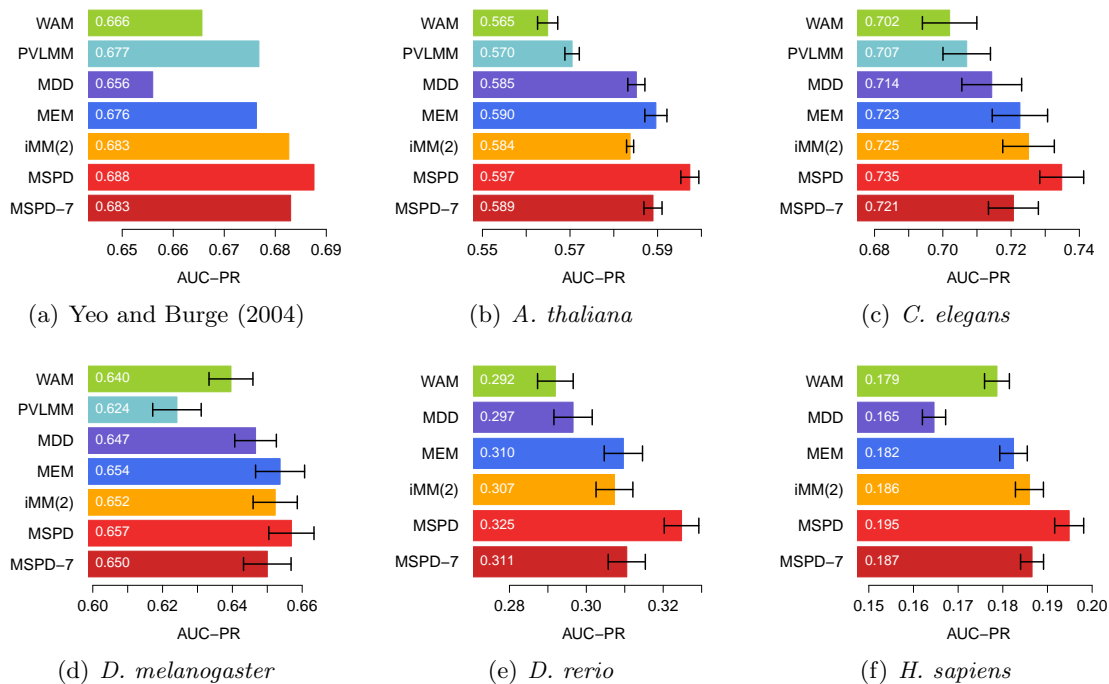 WAM 0.666
PVLMM 0.677
MDD 0.656
MEM 0.676
iMM(2) 0.683
MSPD 0.688
MSPD−7 0.683
0.65 0.66 0.67 0.68 0.69
AUC−PR
(a) Yeo and Burge (2004)
WAM 0.565
PVLMM 0.570
MDD 0.585
MEM 0.590
iMM(2) 0.584
MSPD 0.597
MSPD−7 0.589
0.55 0.57 0.59
AUC−PR
(b) A. thaliana
WAM 0.702
PVLMM 0.707
MDD 0.714
MEM 0.723
iMM(2) 0.725
MSPD 0.735
MSPD−7 0.721
0.68 0.70 0.72 0.74
AUC−PR
(c) C. elegans
WAM 0.640
PVLMM 0.624
MDD 0.647
MEM 0.654
iMM(2) 0.652
MSPD 0.657
MSPD−7 0.650
0.60 0.62 0.64 0.66
AUC−PR
(d) D. melanogaster
WAM 0.292
MDD 0.297
MEM 0.310
iMM(2) 0.307
MSPD 0.325
MSPD−7 0.311
0.28 0.30 0.32
AUC−PR
(e) D. rerio
WAM 0.179
MDD 0.165
MEM 0.182
iMM(2) 0.186
MSPD 0.195
MSPD−7 0.187
0.15 0.16 0.17 0.18 0.19 0.20
AUC−PR
(f) H. sapiens